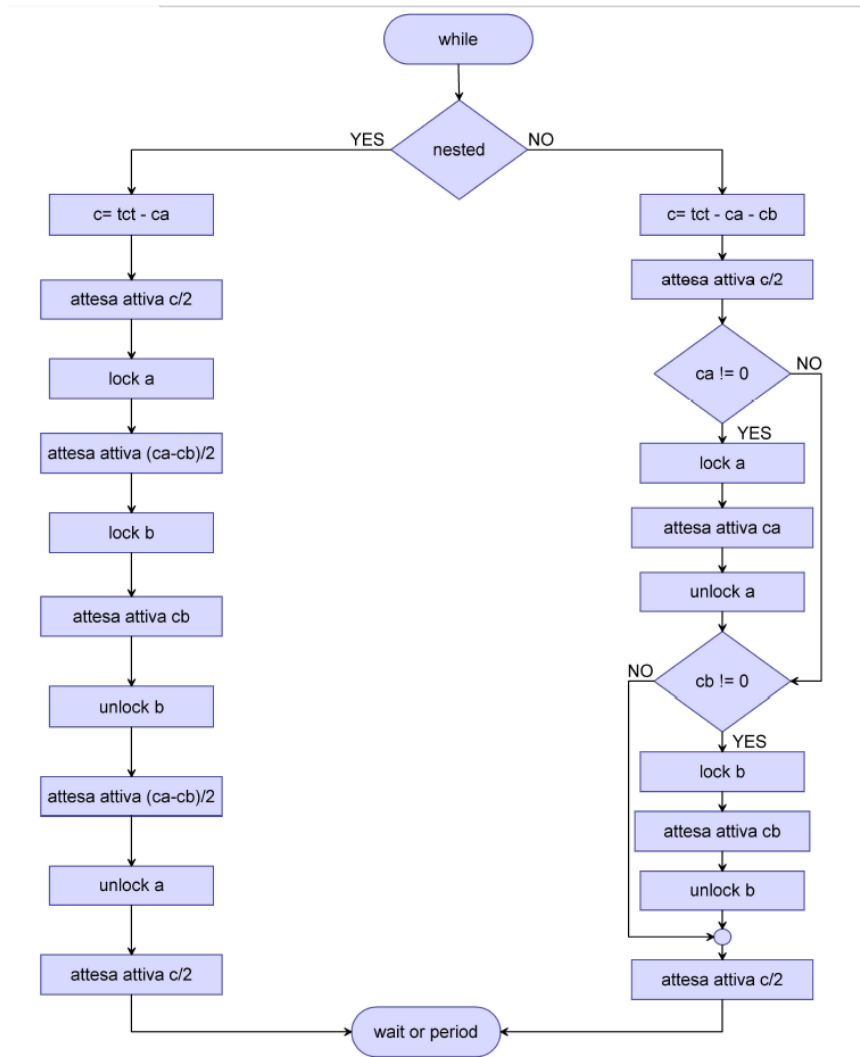 while
nested
YES
NO
c= tct - ca
attesa attiva c/2
lock a
attesa attiva (ca-cb)/2
lock b
attesa attiva cb
unlock b
attesa attiva (ca-cb)/2
unlock a
attesa attiva c/2
c= tct - ca - cb
attesa attiva c/2
ca != 0
NO
YES
lock a
attesa attiva ca
unlock a
cb != 0
NO
YES
lock b
attesa attiva cb
unlock b
attesa attiva c/2
wait or period